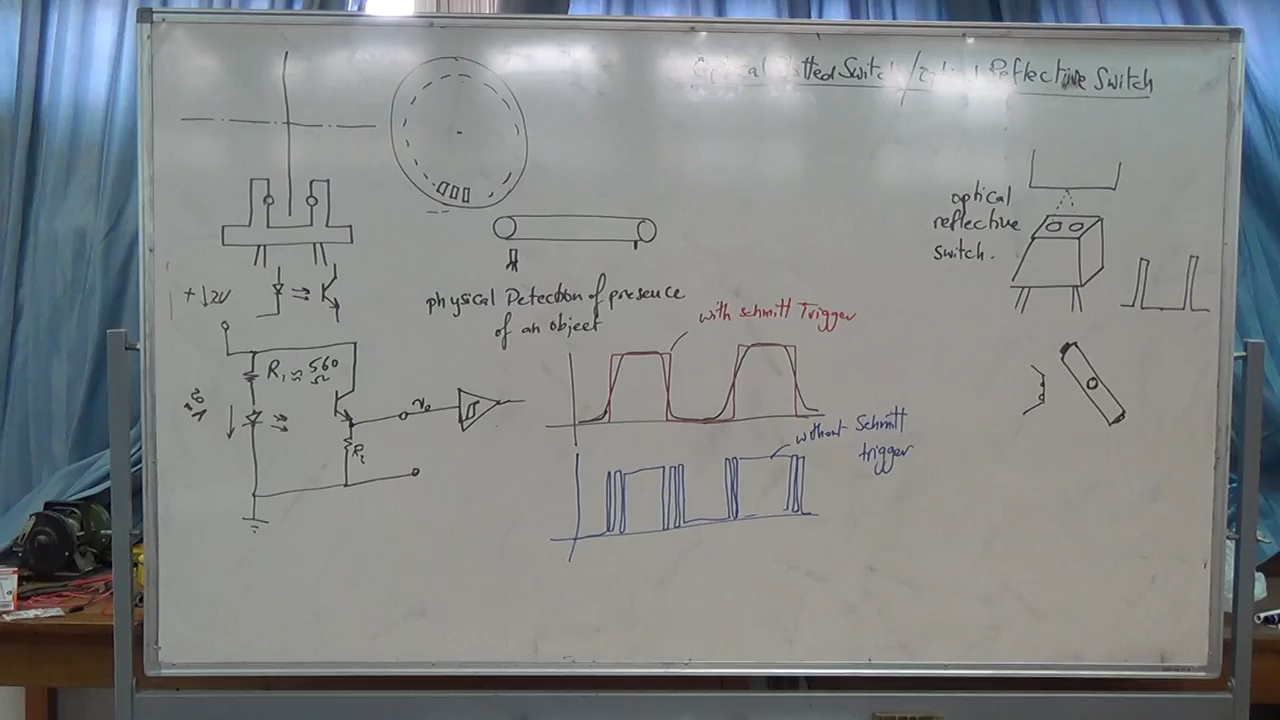 Optical Slotted Switch / Optical Reflective Switch
optical
reflective
switch.
+12V
physical Detection of presence
of an object
with schmitt Trigger
R₁ ≈ 560
Ω
v₀
R₂
without Schmitt
trigger